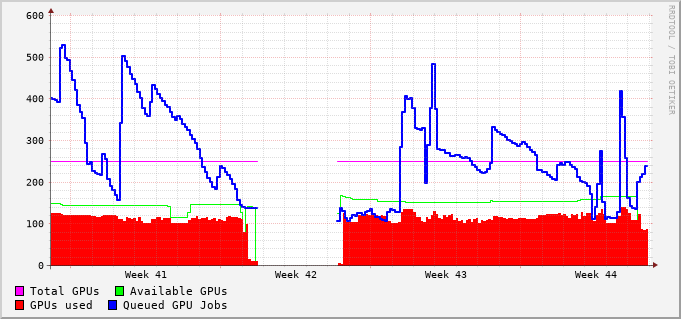 600
500
400
300
200
100
0
Week 41 Week 42 Week 43 Week 44
Total GPUs Available GPUs
GPUs used Queued GPU Jobs
RRDTOOL / TOBI OETIKER